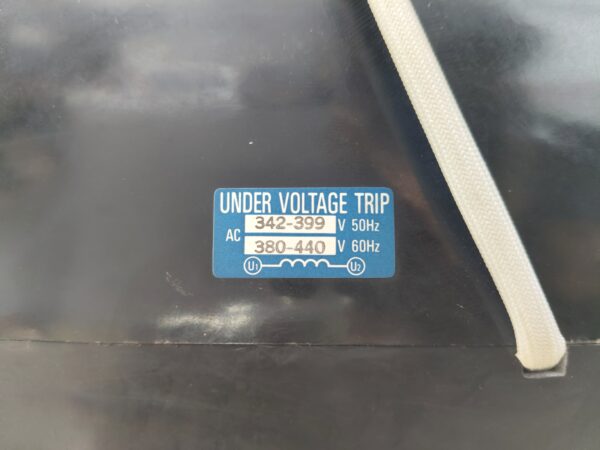 UNDER VOLTAGE TRIP
AC 342-399 V 50Hz
380-440 V 60Hz
U1 U2